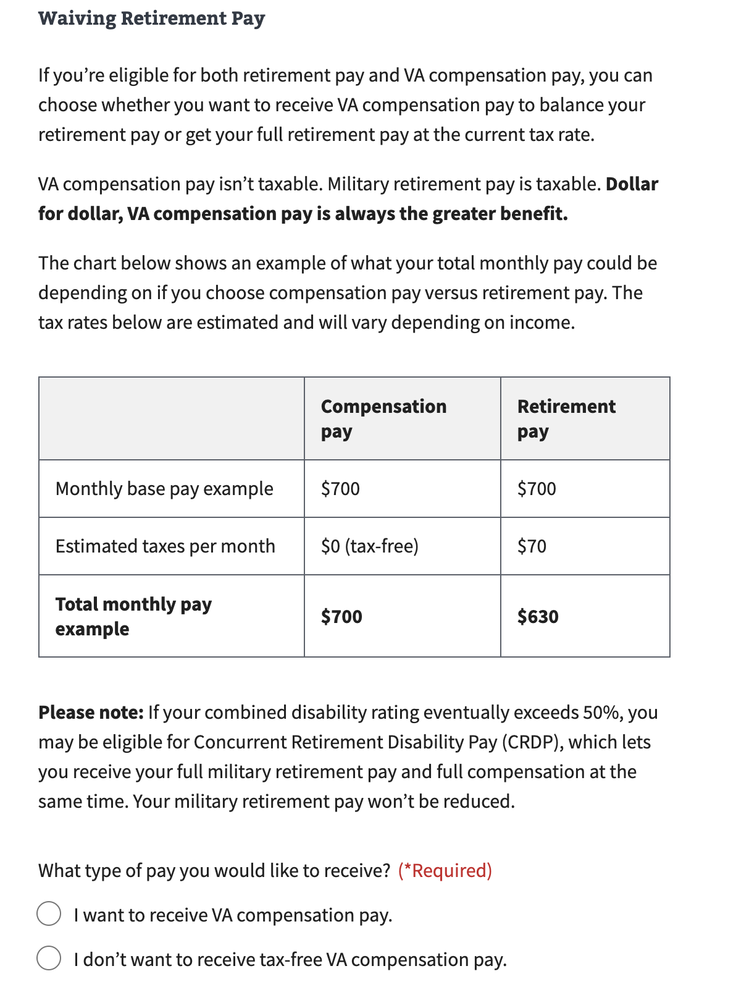 Waiving Retirement Pay
If you’re eligible for both retirement pay and VA compensation pay, you can
choose whether you want to receive VA compensation pay to balance your
retirement pay or get your full retirement pay at the current tax rate.
VA compensation pay isn’t taxable. Military retirement pay is taxable. Dollar
for dollar, VA compensation pay is always the greater benefit.
The chart below shows an example of what your total monthly pay could be
depending on if you choose compensation pay versus retirement pay. The
tax rates below are estimated and will vary depending on income.
Compensation pay
Retirement pay
Monthly base pay example $700 $700
Estimated taxes per month $0 (tax-free) $70
Total monthly pay example $700 $630
Please note: If your combined disability rating eventually exceeds 50%, you
may be eligible for Concurrent Retirement Disability Pay (CRDP), which lets
you receive your full military retirement pay and full compensation at the
same time. Your military retirement pay won’t be reduced.
What type of pay you would like to receive? (*Required)
I want to receive VA compensation pay.
I don’t want to receive tax-free VA compensation pay.